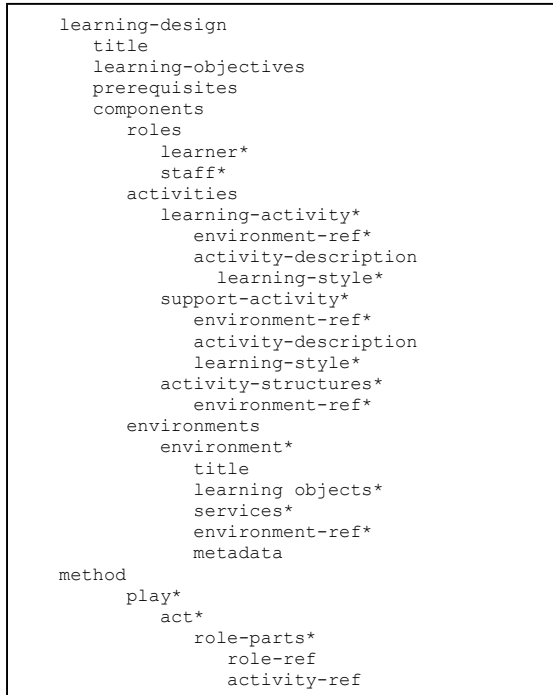 learning-design
title
learning-objectives
prerequisites
components
roles
learner*
staff*
activities
learning-activity*
environment-ref*
activity-description
learning-style*
support-activity*
environment-ref*
activity-description
learning-style*
activity-structures*
environment-ref*
environments
environment*
title
learning objects*
services*
environment-ref*
metadata
method
play*
act*
role-parts*
role-ref
activity-ref